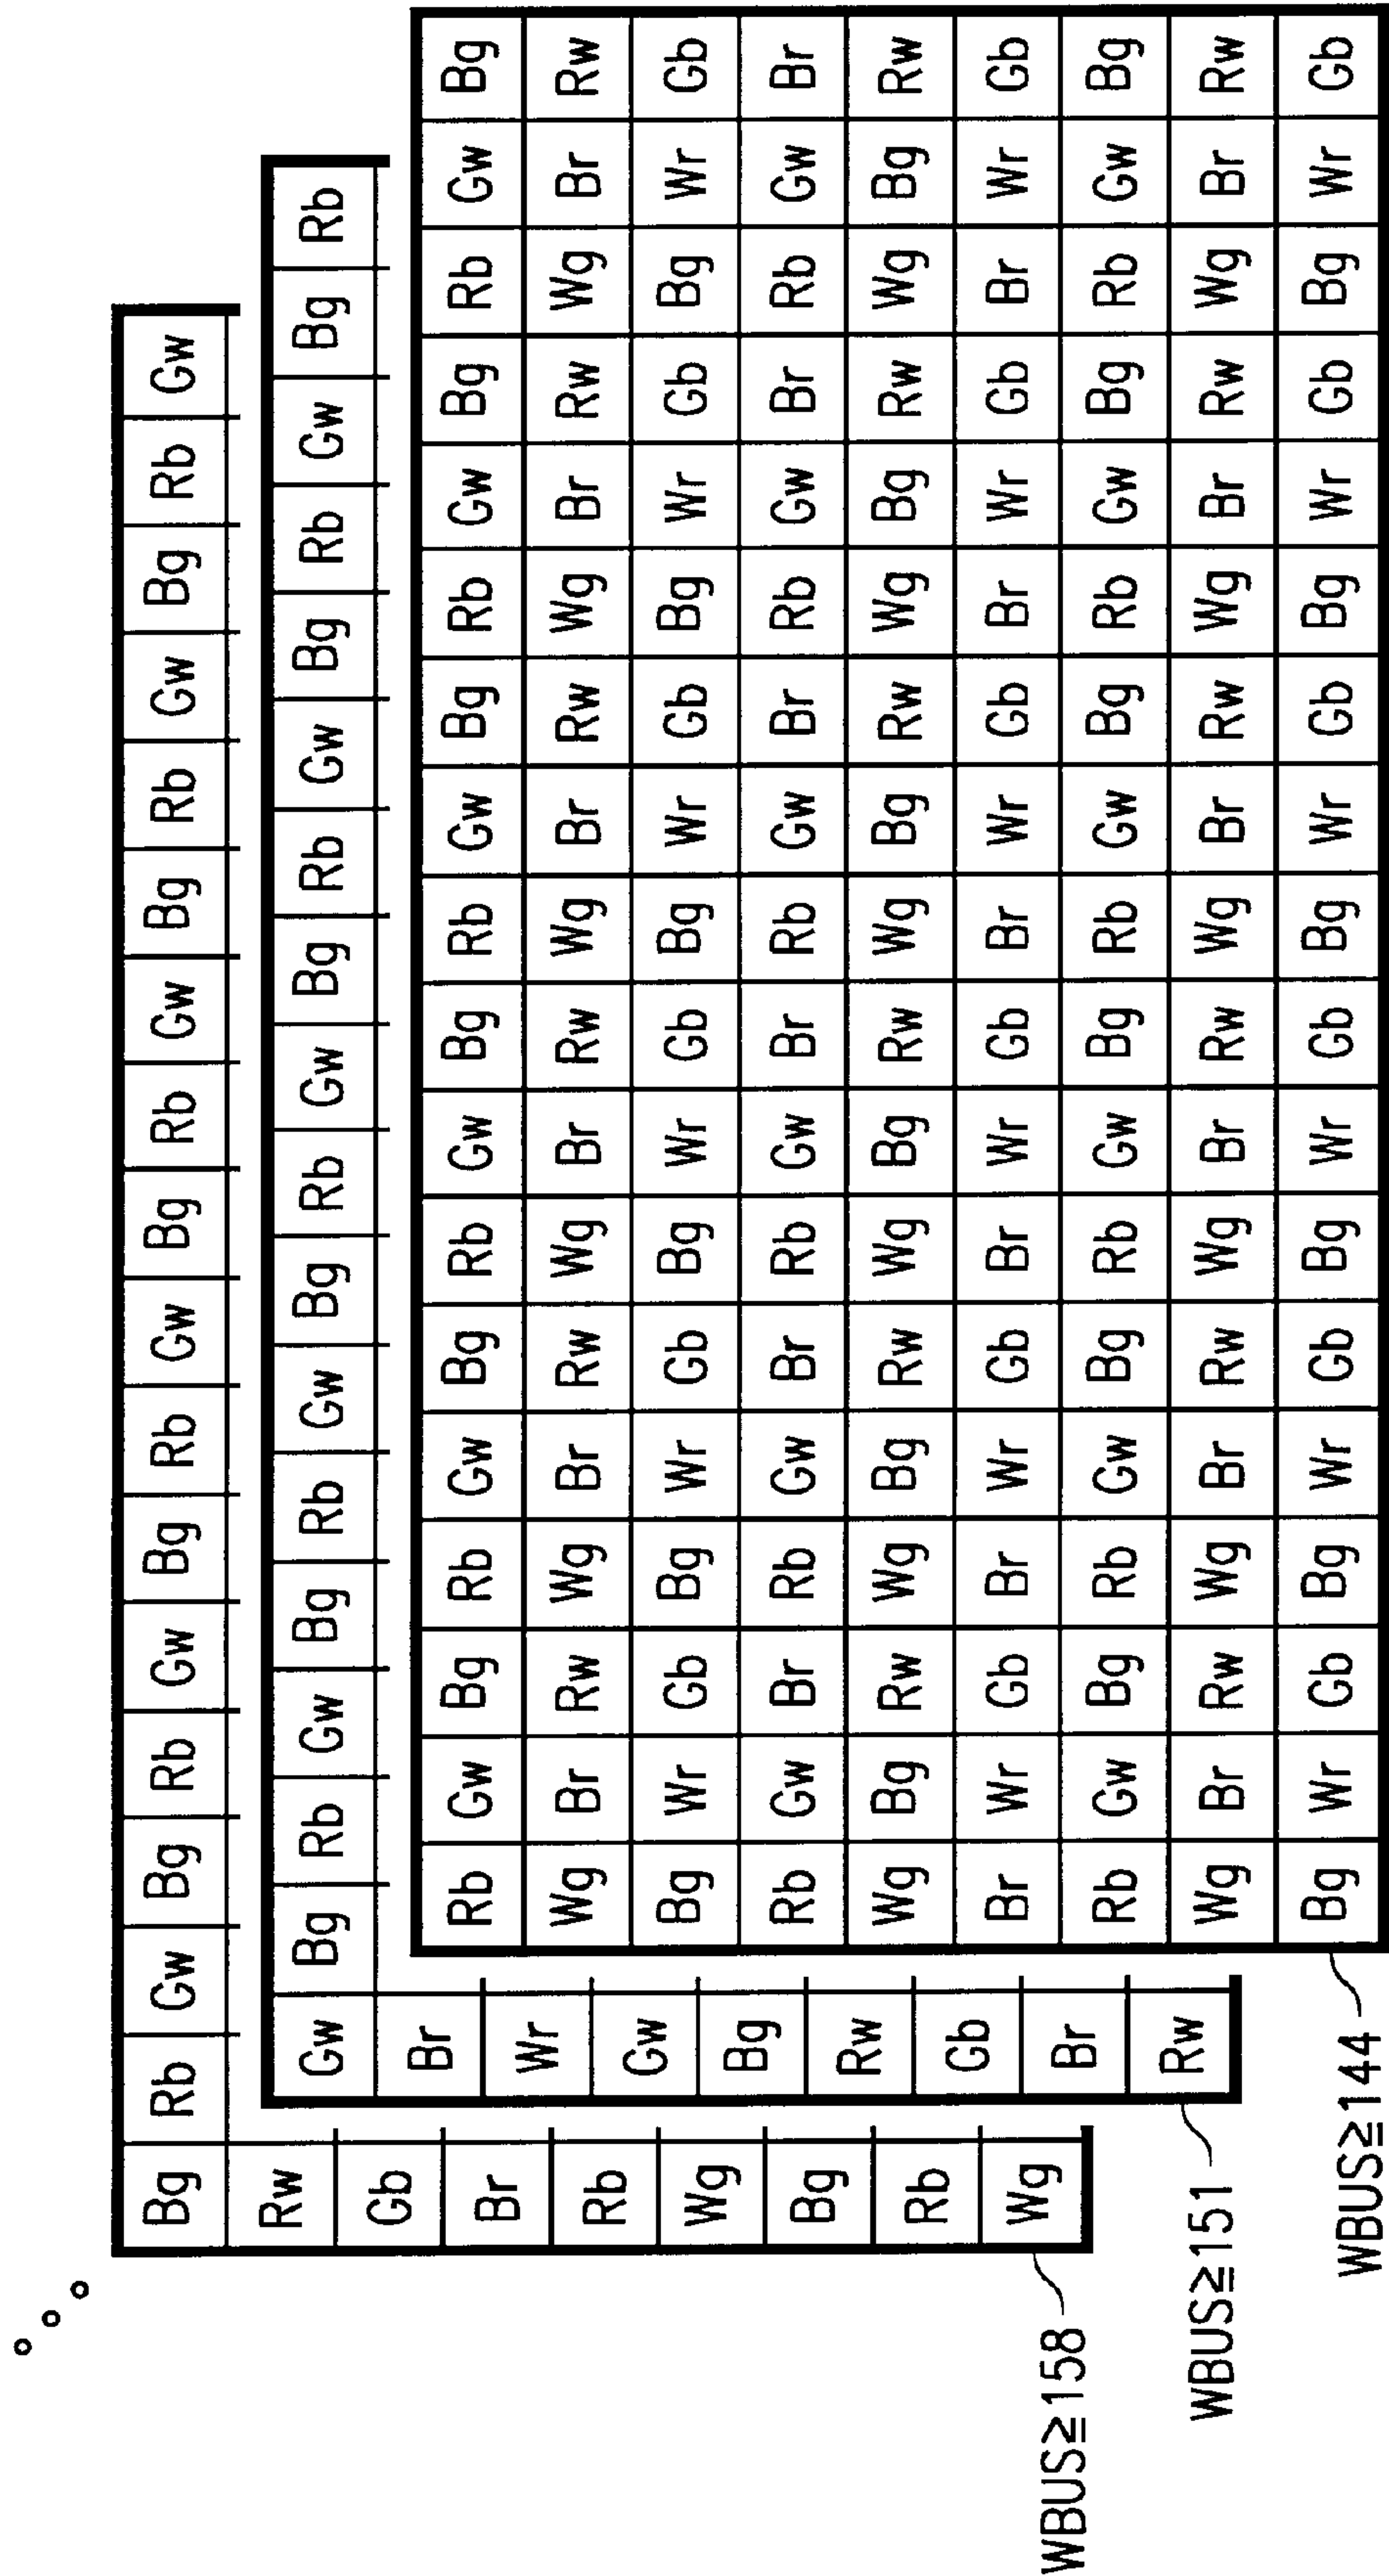 Bg Rb Gw Bg Rb Gw Bg Rb Gw Bg Rb Gw Bg Rb Gw Bg Rb Gw
Rw
Gb
Br
Rb
Wg
Bg
Rb
Wg
WBUS≧158
Gw Bg Rb Gw Bg Rb Gw Bg Rb Gw Bg Rb Gw Bg Rb Gw Bg Rb
Br
Wr
Gw
Bg
Rw
Gb
Br
Rw
WBUS≧151
Rb Gw Bg Rb Gw Bg Rb Gw Bg Rb Gw Bg Rb Gw Bg Rb Gw Bg
Wg Br Rw Wg Br Rw Wg Br Rw Wg Br Rw Wg Br Rw Wg Br Rw
Bg Wr Gb Bg Wr Gb Bg Wr Gb Bg Wr Gb Bg Wr Gb Bg Wr Gb
Rb Gw Br Rb Gw Br Rb Gw Br Rb Gw Br Rb Gw Br Rb Gw Br
Wg Bg Rw Wg Bg Rw Wg Bg Rw Wg Bg Rw Wg Bg Rw Wg Bg Rw
Br Wr Gb Br Wr Gb Br Wr Gb Br Wr Gb Br Wr Gb Br Wr Gb
Rb Gw Bg Rb Gw Bg Rb Gw Bg Rb Gw Bg Rb Gw Bg Rb Gw Bg
Wg Br Rw Wg Br Rw Wg Br Rw Wg Br Rw Wg Br Rw Wg Br Rw
Bg Wr Gb Bg Wr Gb Bg Wr Gb Bg Wr Gb Bg Wr Gb Bg Wr Gb
WBUS≧144